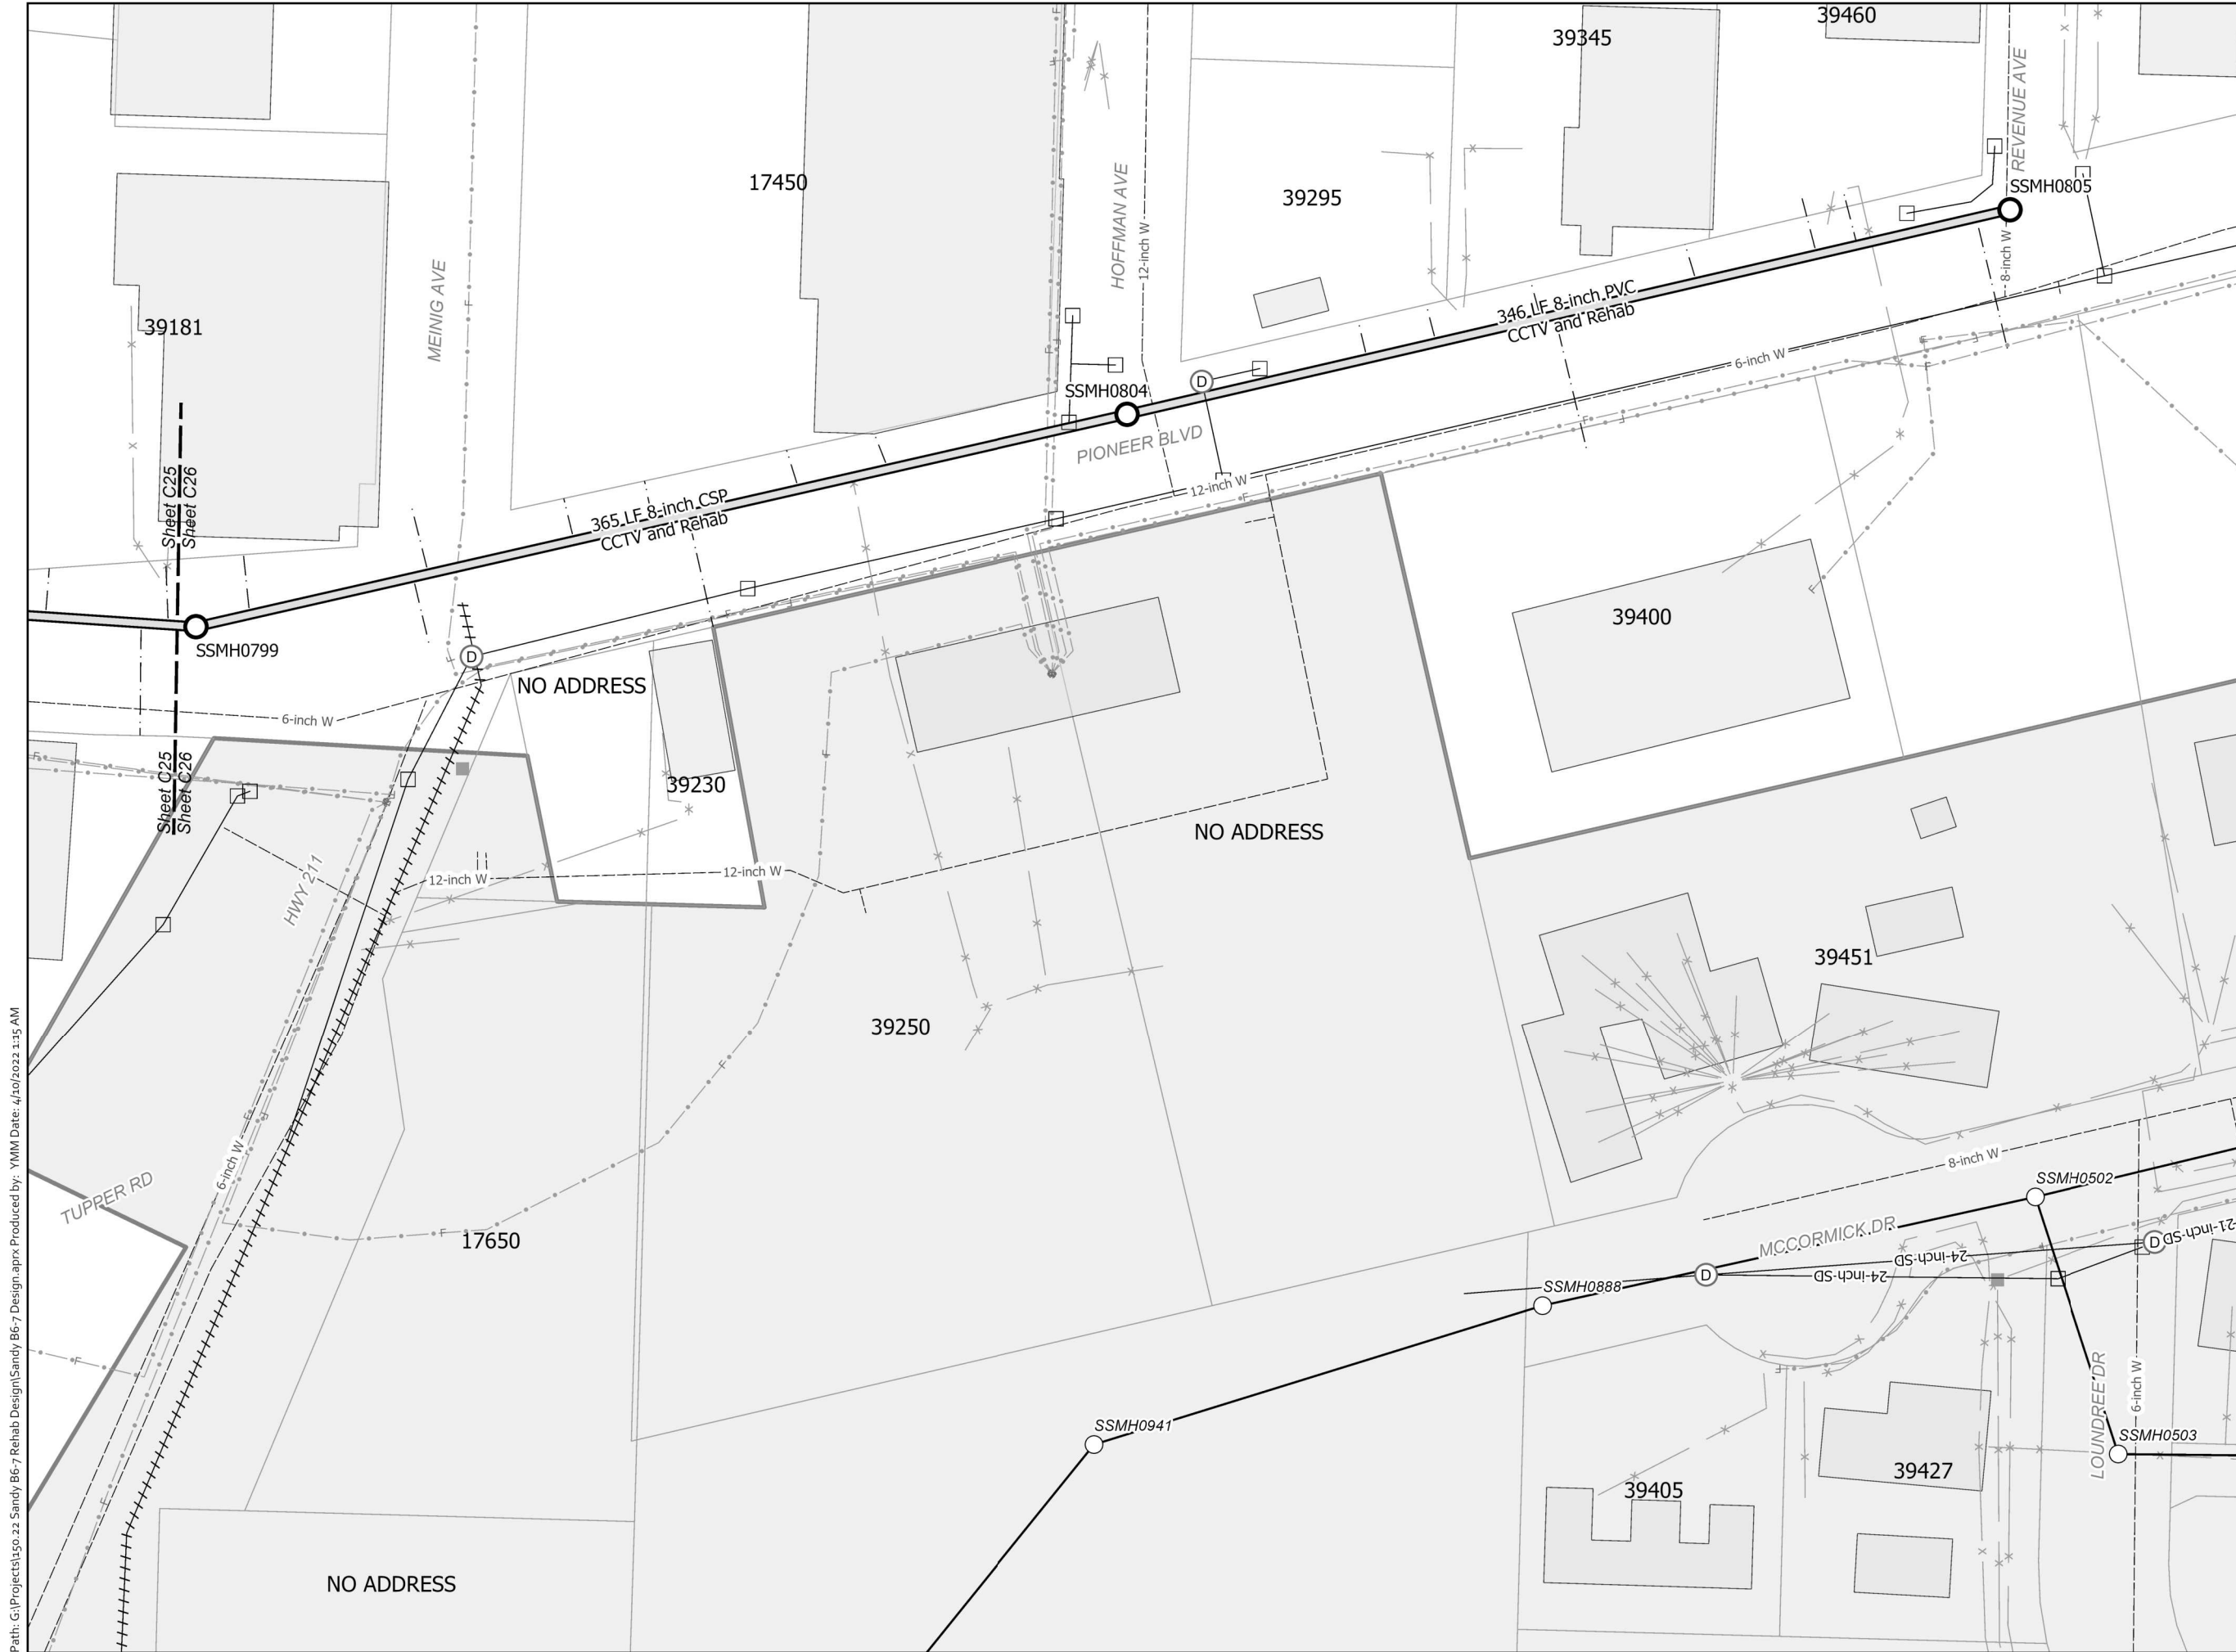 39460
39345
REVENUE AVE
17450
SSMH0805
39295
HOFFMAN AVE
12-inch W
8-inch W
MEINIG AVE
346 LF 8-inch PVC
CCTV and Rehab
39181
6-inch W
SSMH0804
D
PIONEER BLVD
12-inch W
Sheet C25
Sheet C26
365 LF 8-inch CSP
CCTV and Rehab
39400
SSMH0799
D
NO ADDRESS
6-inch W
39230
Sheet C25
Sheet C26
NO ADDRESS
12-inch W
12-inch W
HWY 211
39451
39250
6-inch W
8-inch W
TUPPER RD
SSMH0502
17650
MCCORMICK DR
24-inch-SD
24-inch-SD
D
D
21-inch-SD
SSMH0888
LOUNDREE DR
6-inch W
SSMH0941
SSMH0503
39427
39405
NO ADDRESS
Path: G:\Projects\150.22 Sandy B6-7 Rehab Design\Sandy B6-7 Design.aprx Produced by: YMM Date: 4/10/2022 1:15 AM